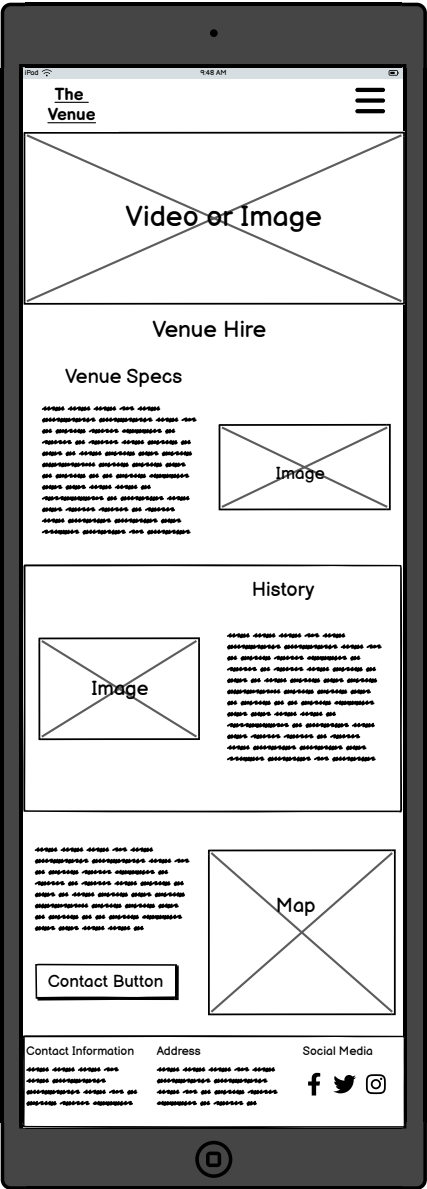 iPod 9:48 AM
The
Venue
Video or Image
Venue Hire
Venue Specs
Image
History
Image
Map
Contact Button
Contact Information Address Social Media